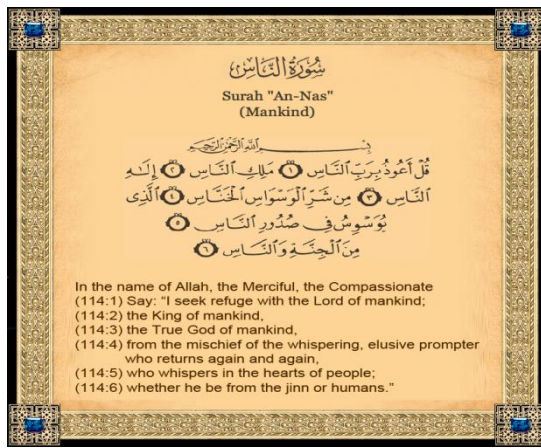 سُورَةُ النَّاسِ
Surah "An-Nas"
(Mankind)
بِسْمِ اللَّهِ الرَّحْمَٰنِ الرَّحِيمِ
قُلْ أَعُوذُ بِرَبِّ النَّاسِ ١ مَلِكِ النَّاسِ ٢ إِلَٰهِ
النَّاسِ ٣ مِن شَرِّ الْوَسْوَاسِ الْخَنَّاسِ ٤ الَّذِي
يُوَسْوِسُ فِي صُدُورِ النَّاسِ ٥
مِنَ الْجِنَّةِ وَالنَّاسِ ٦
In the name of Allah, the Merciful, the Compassionate
(114:1) Say: “I seek refuge with the Lord of mankind;
(114:2) the King of mankind,
(114:3) the True God of mankind,
(114:4) from the mischief of the whispering, elusive prompter
who returns again and again,
(114:5) who whispers in the hearts of people;
(114:6) whether he be from the jinn or humans.”